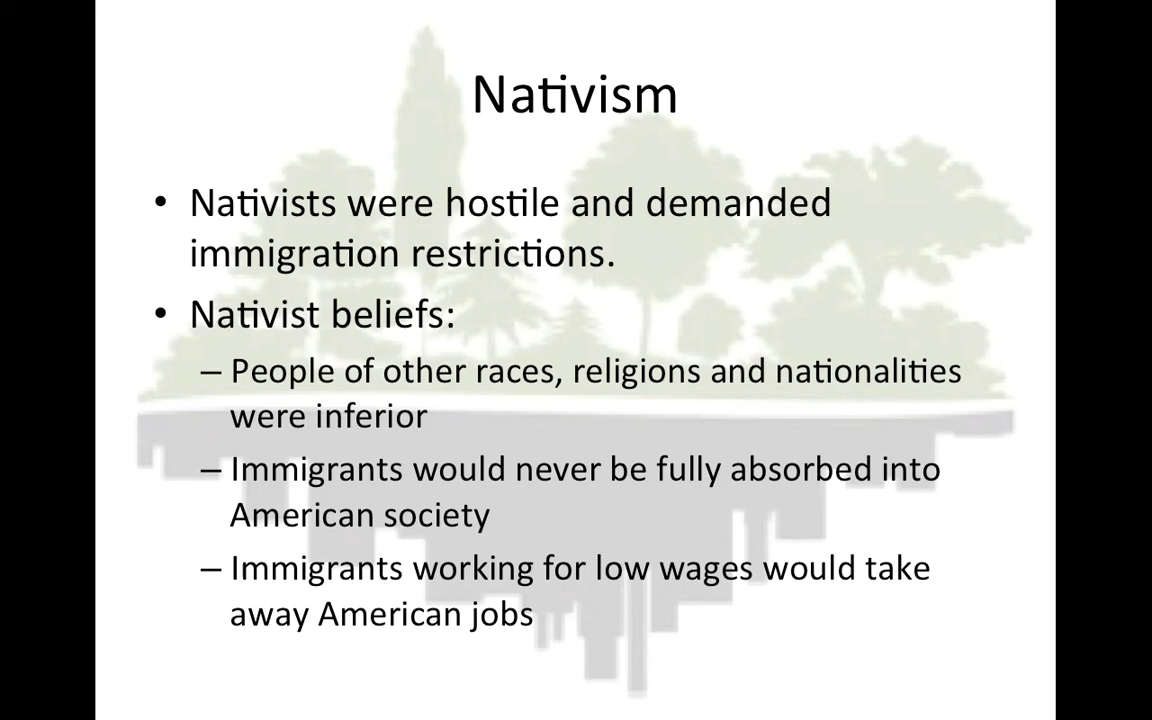 Nativism
• Nativists were hostile and demanded
immigration restrictions.
• Nativist beliefs:
– People of other races, religions and nationalities
were inferior
– Immigrants would never be fully absorbed into
American society
– Immigrants working for low wages would take
away American jobs